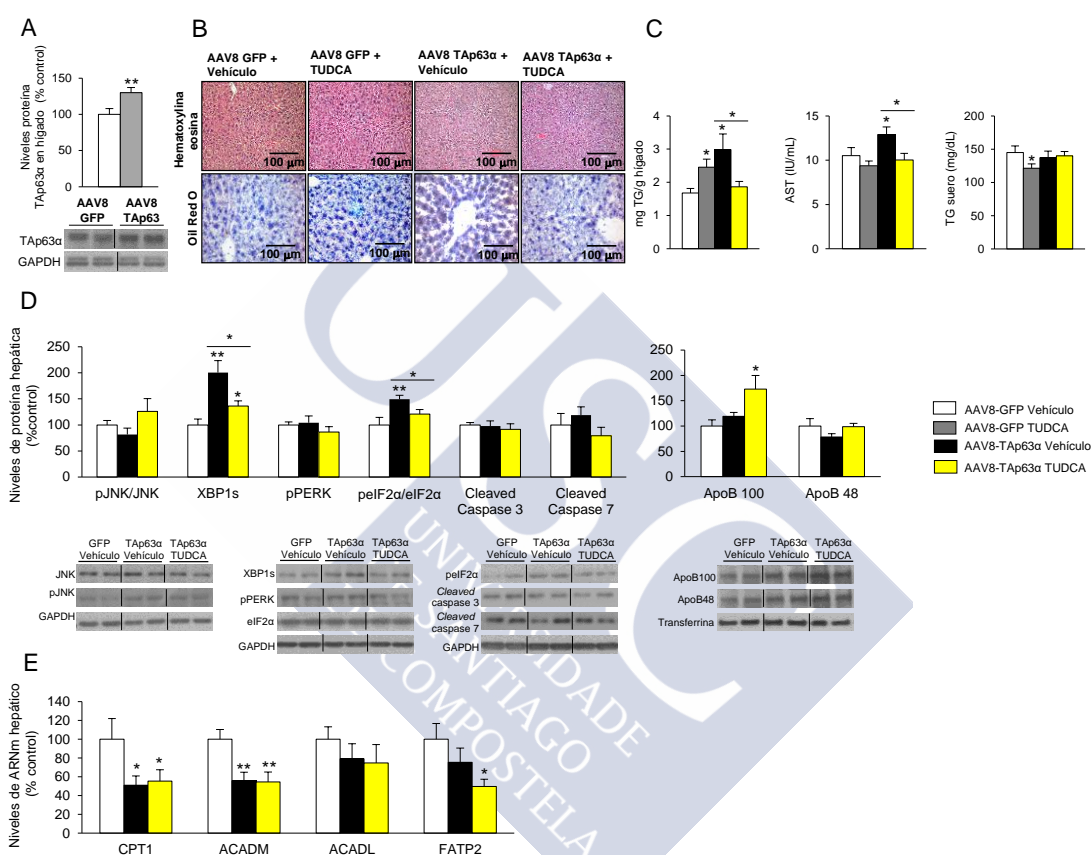 A
Niveles proteína
TAp63α en hígado (% control)
150
100
50
0
**
AAV8
GFP
AAV8
TAp63
TAp63α
GAPDH
B
AAV8 GFP +
Vehículo
AAV8 GFP +
TUDCA
AAV8 TAp63α +
Vehículo
AAV8 TAp63α +
TUDCA
Hematoxylina
eosina
100 µm
100 µm
100 µm
100 µm
Oil Red O
100 µm
100 µm
100 µm
100 µm
C
mg TG/g hígado
4
3
2
1
0
*
*
*
AST (IU/mL)
15
10
5
0
*
*
TG suero (mg/dL)
200
150
100
50
0
*
D
Niveles de proteína hepática
(%control)
250
200
150
100
50
0
**
*
*
**
*
pJNK/JNK
XBP1s
pPERK
peIF2α/eIF2α
Cleaved
Caspase 3
Cleaved
Caspase 7
250
200
150
100
50
0
*
ApoB 100
ApoB 48
AAV8-GFP Vehículo
AAV8-GFP TUDCA
AAV8-TAp63α Vehículo
AAV8-TAp63α TUDCA
GFP
Vehículo
TAp63α
Vehículo
TAp63α
TUDCA
JNK
pJNK
GAPDH
GFP
Vehículo
TAp63α
Vehículo
TAp63α
TUDCA
XBP1s
pPERK
eIF2α
GAPDH
GFP
Vehículo
TAp63α
Vehículo
TAp63α
TUDCA
peIF2α
Cleaved
caspase 3
Cleaved
caspase 7
GAPDH
GFP
Vehículo
TAp63α
Vehículo
TAp63α
TUDCA
ApoB100
ApoB48
Transferrina
E
Niveles de ARNm hepático
(% control)
140
120
100
80
60
40
20
0
*
*
**
**
*
CPT1
ACADM
ACADL
FATP2
USC
UNIVERSIDADE
DE SANTIAGO
DE COMPOSTELA